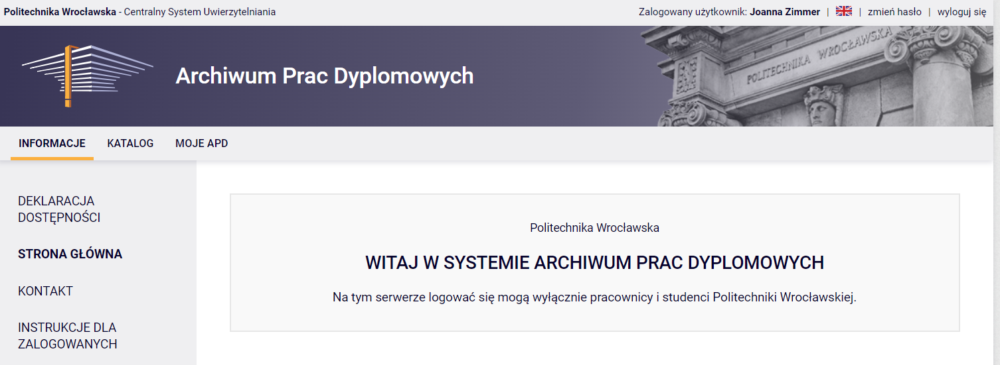 Politechnika Wrocławska - Centralny System Uwierzytelniania
Zalogowany użytkownik: Joanna Zimmer | | zmień hasło | wyloguj się
Archiwum Prac Dyplomowych
POLITECHNIKA WROCŁAWSKA
INFORMACJE KATALOG MOJE APD
DEKLARACJA
DOSTĘPNOŚCI
STRONA GŁÓWNA
KONTAKT
INSTRUKCJE DLA
ZALOGOWANYCH
Politechnika Wrocławska
WITAJ W SYSTEMIE ARCHIWUM PRAC DYPLOMOWYCH
Na tym serwerze logować się mogą wyłącznie pracownicy i studenci Politechniki Wrocławskiej.